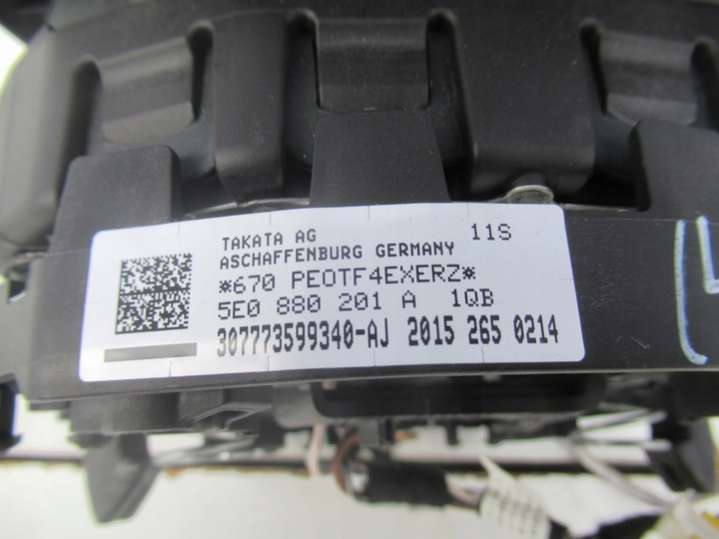 TAKATA AG 11S
ASCHAFFENBURG GERMANY
*670 PEOTF4EXERZ*
5E0 880 201 A 1QB
307773599340-AJ 2015 265 0214